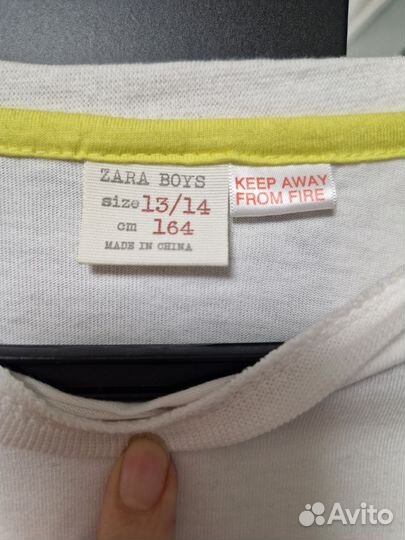 ZARA BOYS
size 13/14
cm 164
MADE IN CHINA
KEEP AWAY
FROM FIRE
Avito